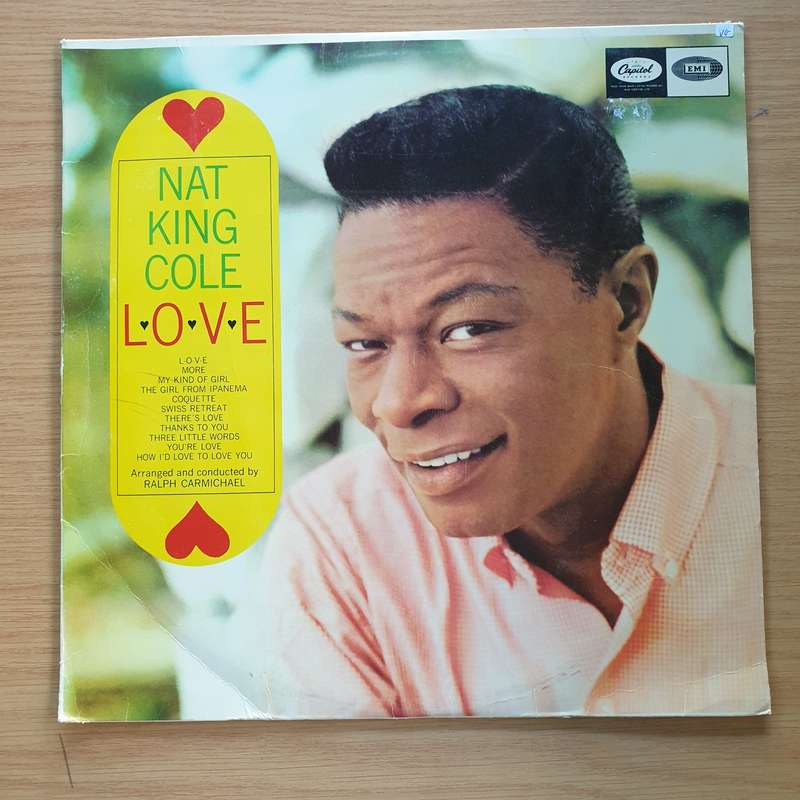 VG
Capitol
RECORDS
EMI
NAT
KING
COLE
L•O•V•E
L-O-V-E
MORE
MY KIND OF GIRL
THE GIRL FROM IPANEMA
COQUETTE
SWISS RETREAT
THERE'S LOVE
THANKS TO YOU
THREE LITTLE WORDS
YOU'RE LOVE
HOW I'D LOVE TO LOVE YOU
Arranged and conducted by
RALPH CARMICHAEL